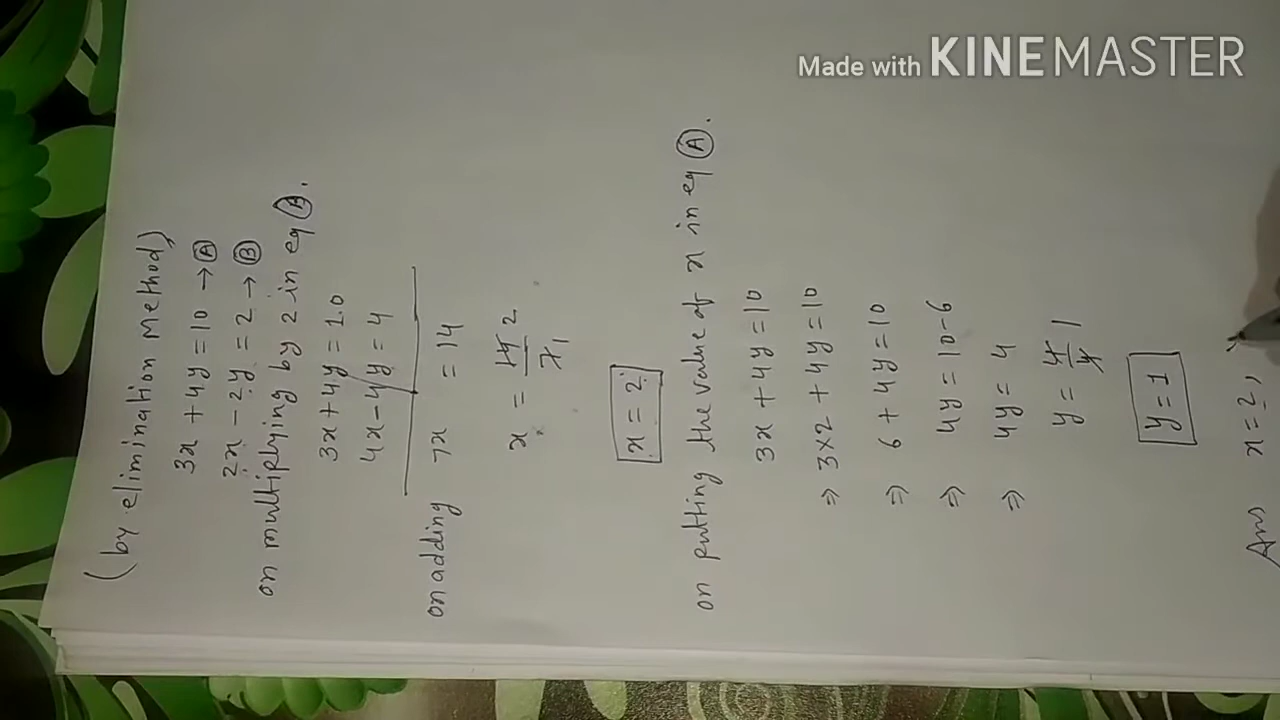 Made with KINEMASTER
(by elimination Method)
3x + 4y = 10 → Ⓐ
2x - 2y = 2 → Ⓑ
on multiplying by 2 in eq Ⓑ.
3x + 4y = 10
4x - 4y = 4
on adding 7x = 14
x = 14/7 2/1
x = 2
on putting the value of x in eq Ⓐ.
3x + 4y = 10
⇒ 3×2 + 4y = 10
⇒ 6 + 4y = 10
⇒ 4y = 10-6
⇒ 4y = 4
y = 4/4 1
y = 1
Ans x = 2,